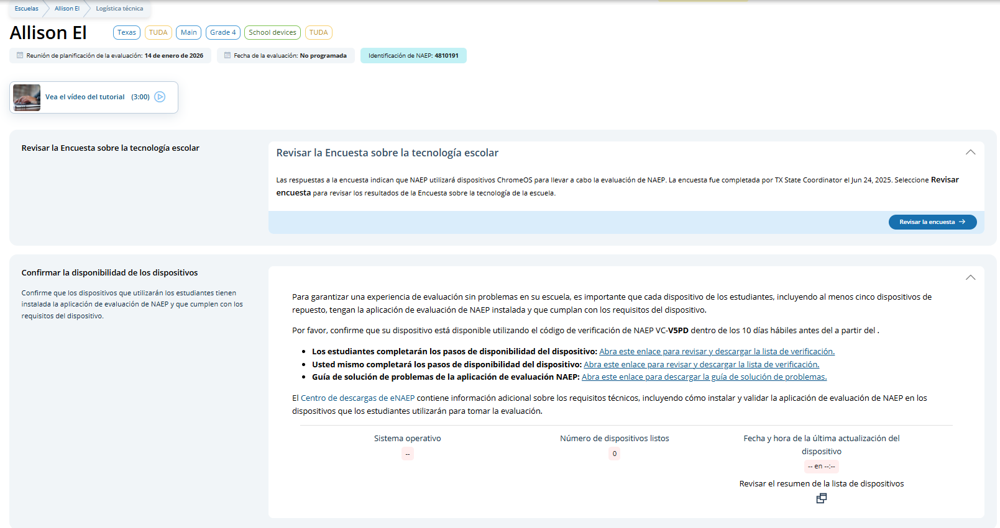 Escuelas
Allison El
Logística técnica
Allison El
Texas
TUDA
Main
Grade 4
School devices
TUDA
Reunión de planificación de la evaluación: 14 de enero de 2026
Fecha de la evaluación: No programada
Identificación de NAEP: 4810191
Vea el vídeo del tutorial (3:00)
Revisar la Encuesta sobre la tecnología escolar
Revisar la Encuesta sobre la tecnología escolar
Las respuestas a la encuesta indican que NAEP utilizará dispositivos ChromeOS para llevar a cabo la evaluación de NAEP. La encuesta fue completada por TX State Coordinator el Jun 24, 2025. Seleccione Revisar
encuesta para revisar los resultados de la Encuesta sobre la tecnología de la escuela.
Revisar la encuesta
Confirmar la disponibilidad de los dispositivos
Confirme que los dispositivos que utilizarán los estudiantes tienen
instalada la aplicación de evaluación de NAEP y que cumplen con los
requisitos del dispositivo.
Para garantizar una experiencia de evaluación sin problemas en su escuela, es importante que cada dispositivo de los estudiantes, incluyendo al menos cinco dispositivos de
repuesto, tengan la aplicación de evaluación de NAEP instalada y que cumplan con los requisitos del dispositivo.
Por favor, confirme que su dispositivo está disponible utilizando el código de verificación de NAEP VC-V5PD dentro de los 10 días hábiles antes del a partir del .
• Los estudiantes completarán los pasos de disponibilidad del dispositivo: Abra este enlace para revisar y descargar la lista de verificación.
• Usted mismo completará los pasos de disponibilidad del dispositivo: Abra este enlace para revisar y descargar la lista de verificación.
• Guía de solución de problemas de la aplicación de evaluación NAEP: Abra este enlace para descargar la guía de solución de problemas.
El Centro de descargas de eNAEP contiene información adicional sobre los requisitos técnicos, incluyendo cómo instalar y validar la aplicación de evaluación de NAEP en los
dispositivos que los estudiantes utilizarán para tomar la evaluación.
Sistema operativo
--
Número de dispositivos listos
0
Fecha y hora de la última actualización del
dispositivo
-- en --:--
Revisar el resumen de la lista de dispositivos